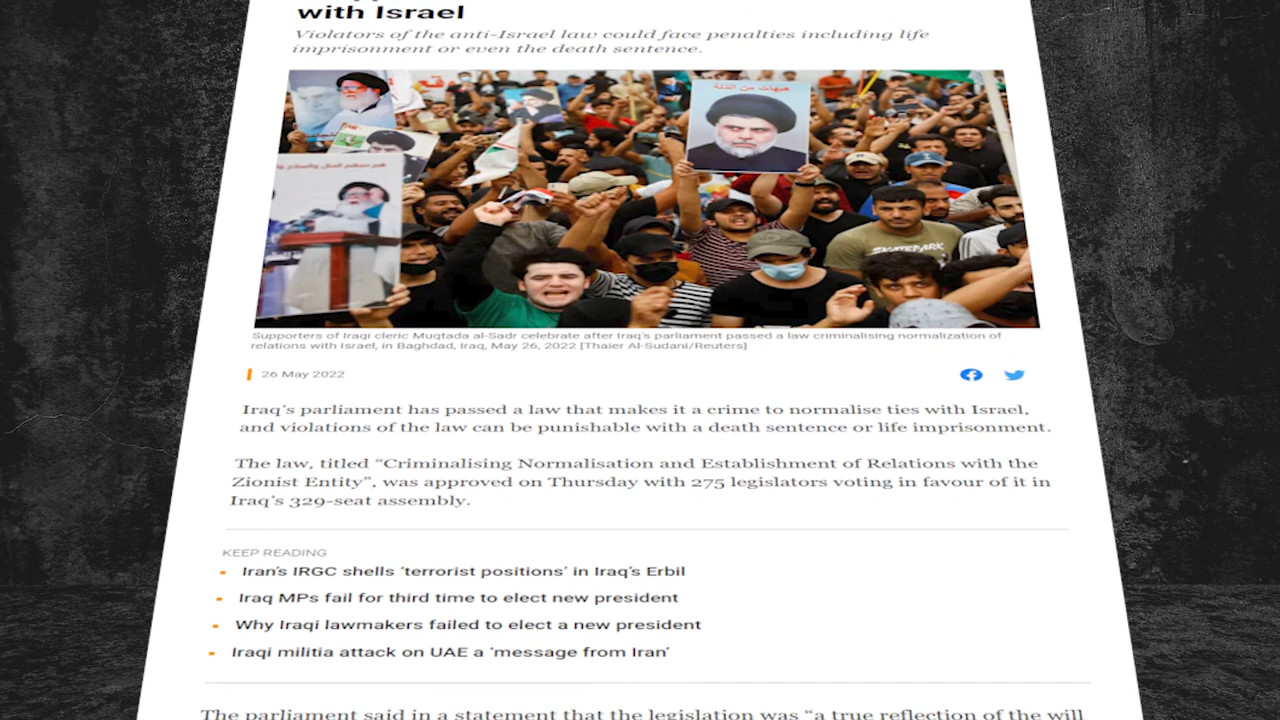 with Israel
Violators of the anti-Israel law could face penalties including life
imprisonment or even the death sentence.
هيهات من الذلة
SKATEPARK
Supporters of Iraqi cleric Muqtada al-Sadr celebrate after Iraq's parliament passed a law criminalising normalization of
relations with Israel, in Baghdad, Iraq, May 26, 2022 [Thaier Al-Sudani/Reuters]
26 May 2022
Iraq's parliament has passed a law that makes it a crime to normalise ties with Israel,
and violations of the law can be punishable with a death sentence or life imprisonment.
The law, titled “Criminalising Normalisation and Establishment of Relations with the
Zionist Entity”, was approved on Thursday with 275 legislators voting in favour of it in
Iraq's 329-seat assembly.
KEEP READING
Iran's IRGC shells ‘terrorist positions’ in Iraq's Erbil
Iraq MPs fail for third time to elect new president
Why Iraqi lawmakers failed to elect a new president
Iraqi militia attack on UAE a ‘message from Iran’
The parliament said in a statement that the legislation was “a true reflection of the will